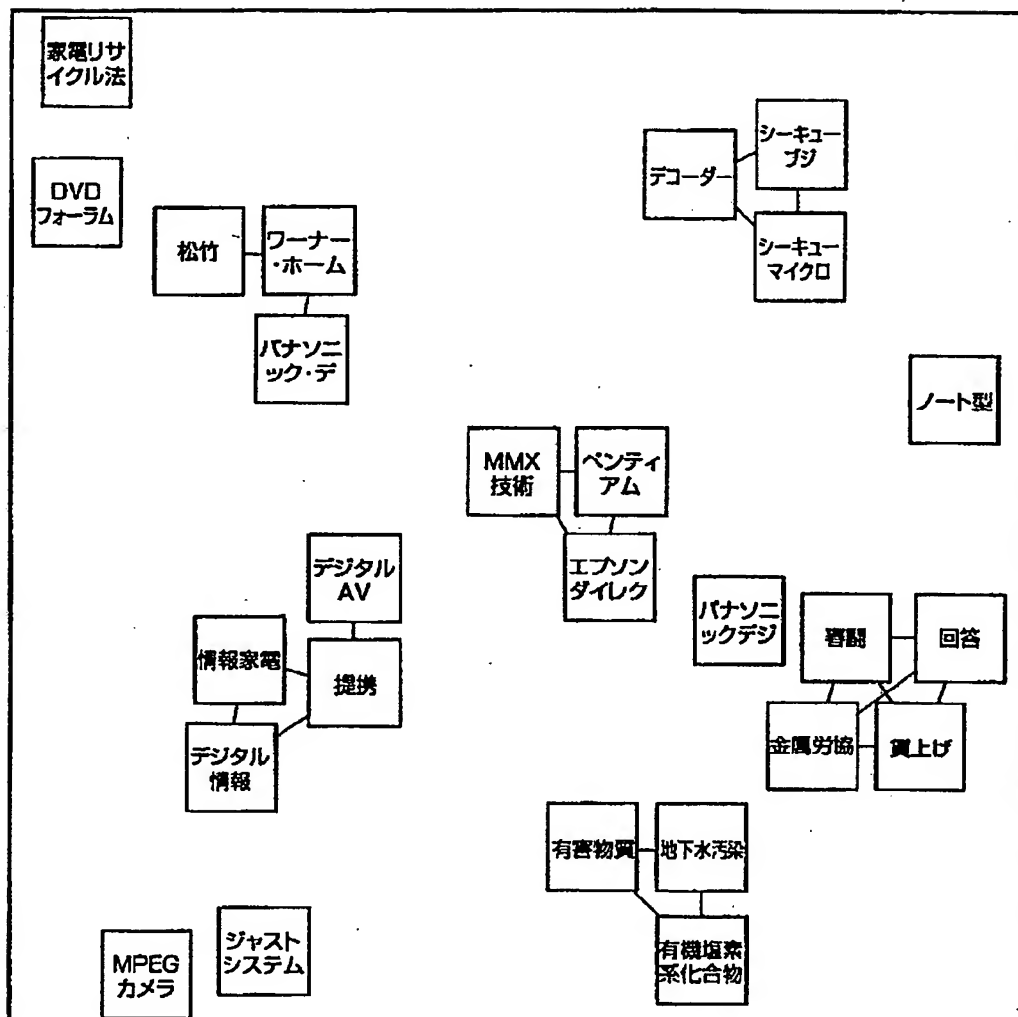 家電リサ
イクル法
DVD
フォーラム
松竹
ワーナー
・ホーム
パナソニ
ック・デ
デコーダー
シーキュー
ブジ
シーキュー
マイクロ
ノート型
MMX
技術
ペンティ
アム
エプソン
ダイレク
デジタル
AV
情報家電
提携
デジタル
情報
パナソニ
ックデジ
春闘
回答
金属労協
賃上げ
有害物質
地下水汚染
有機塩素
系化合物
MPEG
カメラ
ジャスト
システム